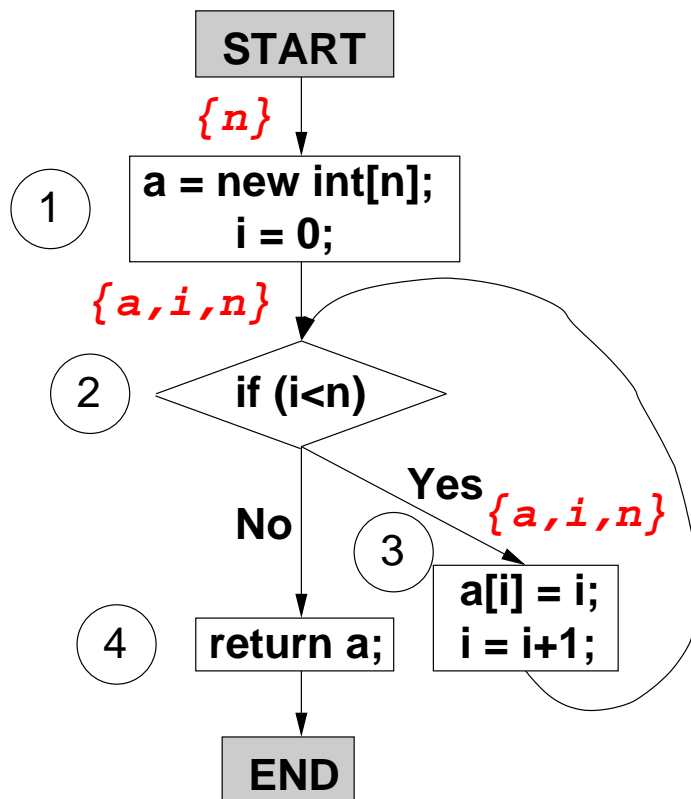 START
{n}
1
a = new int[n];
i = 0;
{a,i,n}
2
if (i<n)
Yes
{a,i,n}
No
3
a[i] = i;
i = i+1;
4
return a;
END